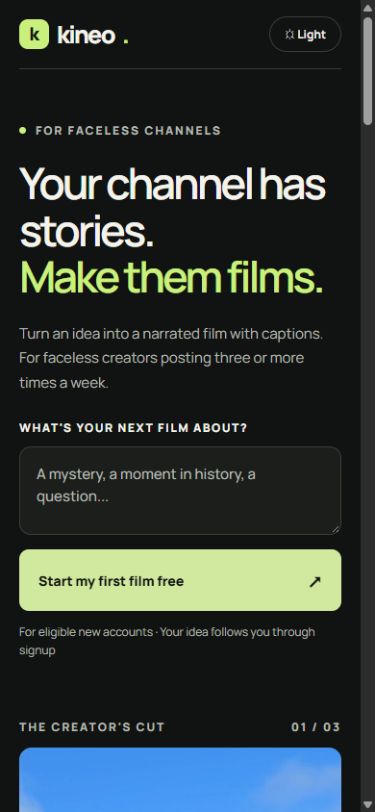 k kineo.
Light
FOR FACELESS CHANNELS
Your channel has
stories.
Make them films.
Turn an idea into a narrated film with captions.
For faceless creators posting three or more
times a week.
WHAT'S YOUR NEXT FILM ABOUT?
A mystery, a moment in history, a
question...
Start my first film free ↗
For eligible new accounts · Your idea follows you through
signup
THE CREATOR'S CUT 01 / 03